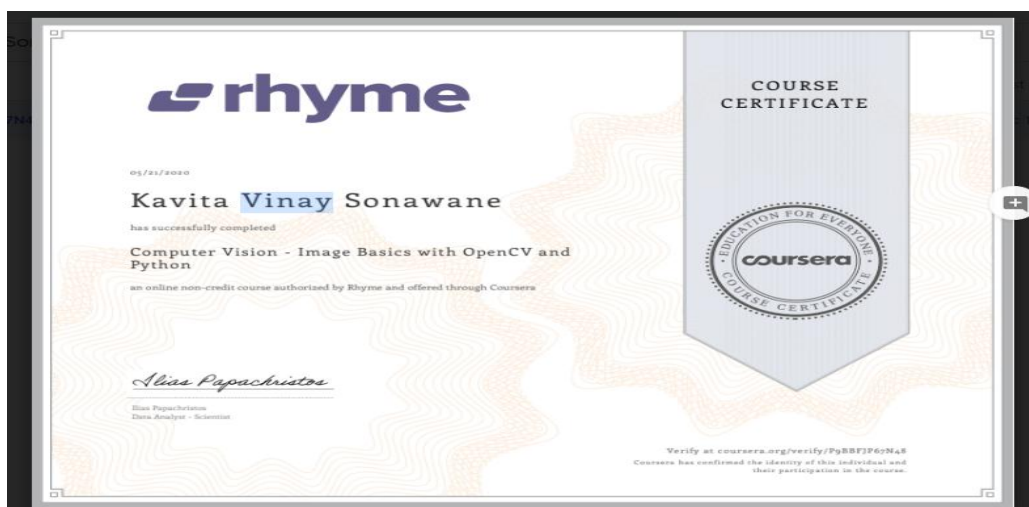 rhyme
COURSE
CERTIFICATE
05/21/2020
Kavita Vinay Sonawane
has successfully completed
Computer Vision - Image Basics with OpenCV and
Python
an online non-credit course authorized by Rhyme and offered through Coursera
EDUCATION FOR EVERYONE
coursera
COURSE CERTIFICATE
Ilias Papachristos
Ilias Papachristos
Data Analyst - Scientist
Verify at coursera.org/verify/P9BBFJP67N48
Coursera has confirmed the identity of this individual and
their participation in the course.